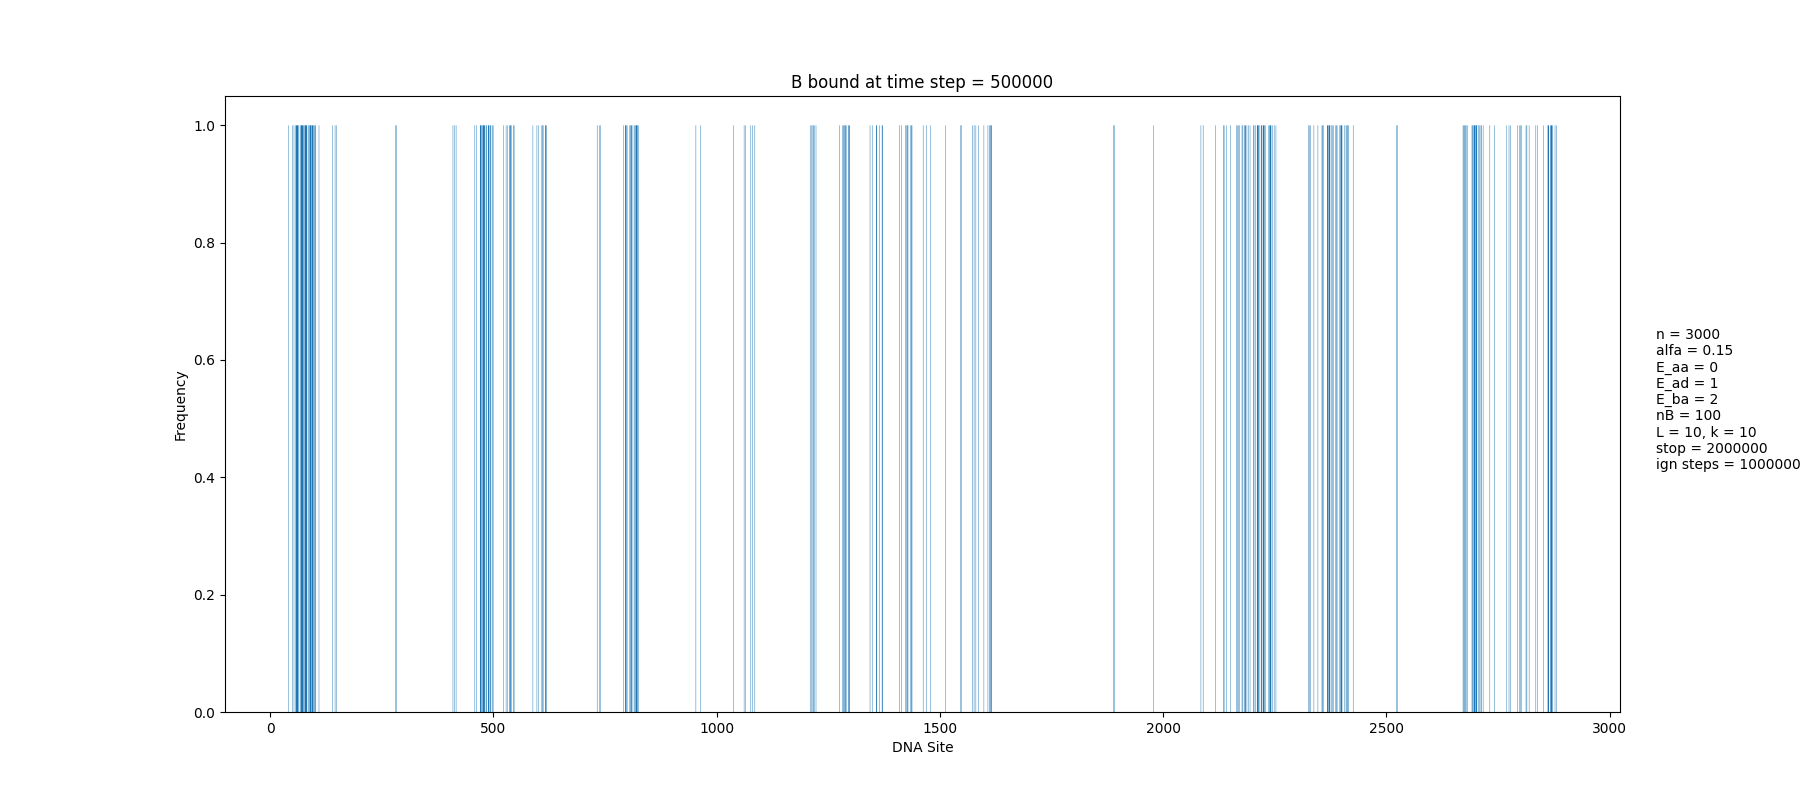 B bound at time step = 500000
1.0
0.8
0.6
0.4
0.2
0.0
Frequency
0 500 1000 1500 2000 2500 3000
DNA Site
n = 3000
alfa = 0.15
E_aa = 0
E_ad = 1
E_ba = 2
nB = 100
L = 10, k = 10
stop = 2000000
ign steps = 1000000